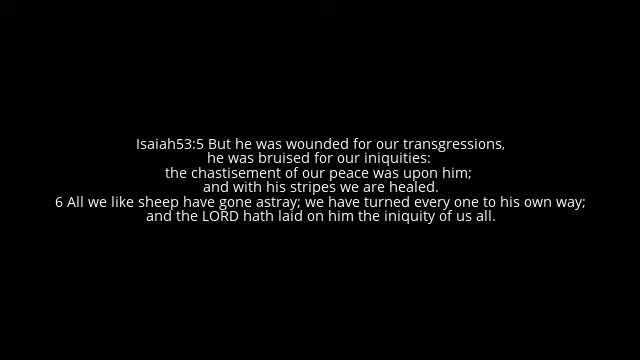 Isaiah53:5 But he was wounded for our transgressions,
he was bruised for our iniquities:
the chastisement of our peace was upon him;
and with his stripes we are healed.
6 All we like sheep have gone astray; we have turned every one to his own way;
and the LORD hath laid on him the iniquity of us all.